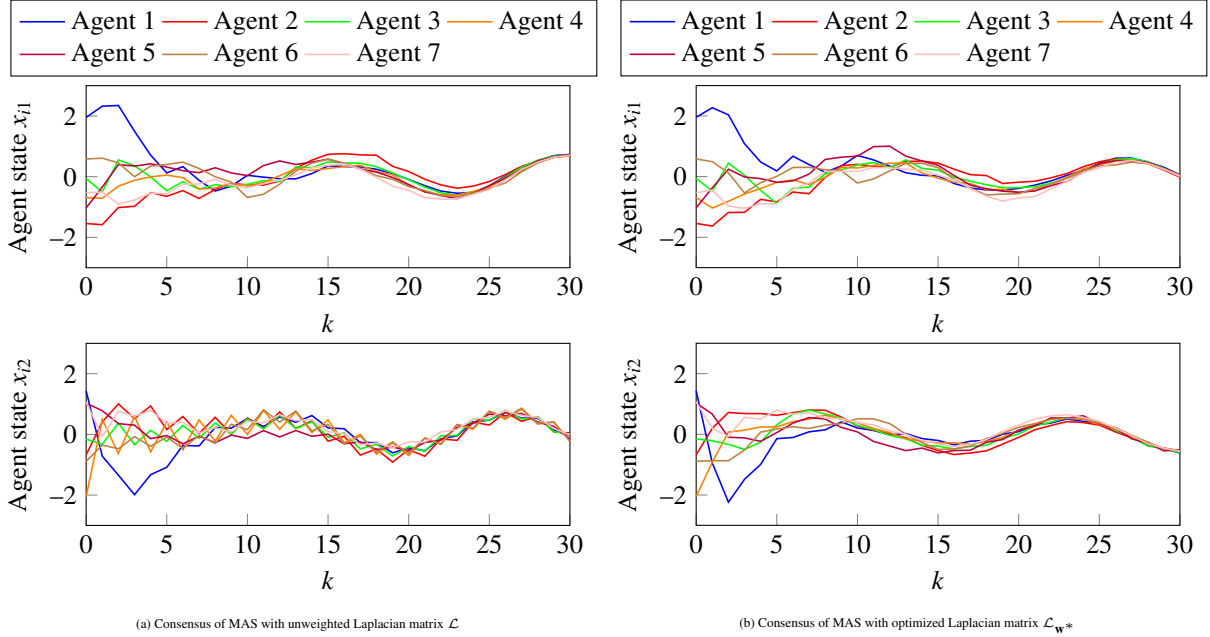 Agent 1 Agent 2 Agent 3 Agent 4
Agent 5 Agent 6 Agent 7
Agent state x_{i1}
2
0
−2
0 5 10 15 20 25 30
k
Agent state x_{i2}
2
0
−2
0 5 10 15 20 25 30
k
(a) Consensus of MAS with unweighted Laplacian matrix ℒ
Agent 1 Agent 2 Agent 3 Agent 4
Agent 5 Agent 6 Agent 7
Agent state x_{i1}
2
0
−2
0 5 10 15 20 25 30
k
Agent state x_{i2}
2
0
−2
0 5 10 15 20 25 30
k
(b) Consensus of MAS with optimized Laplacian matrix ℒ_{w*}